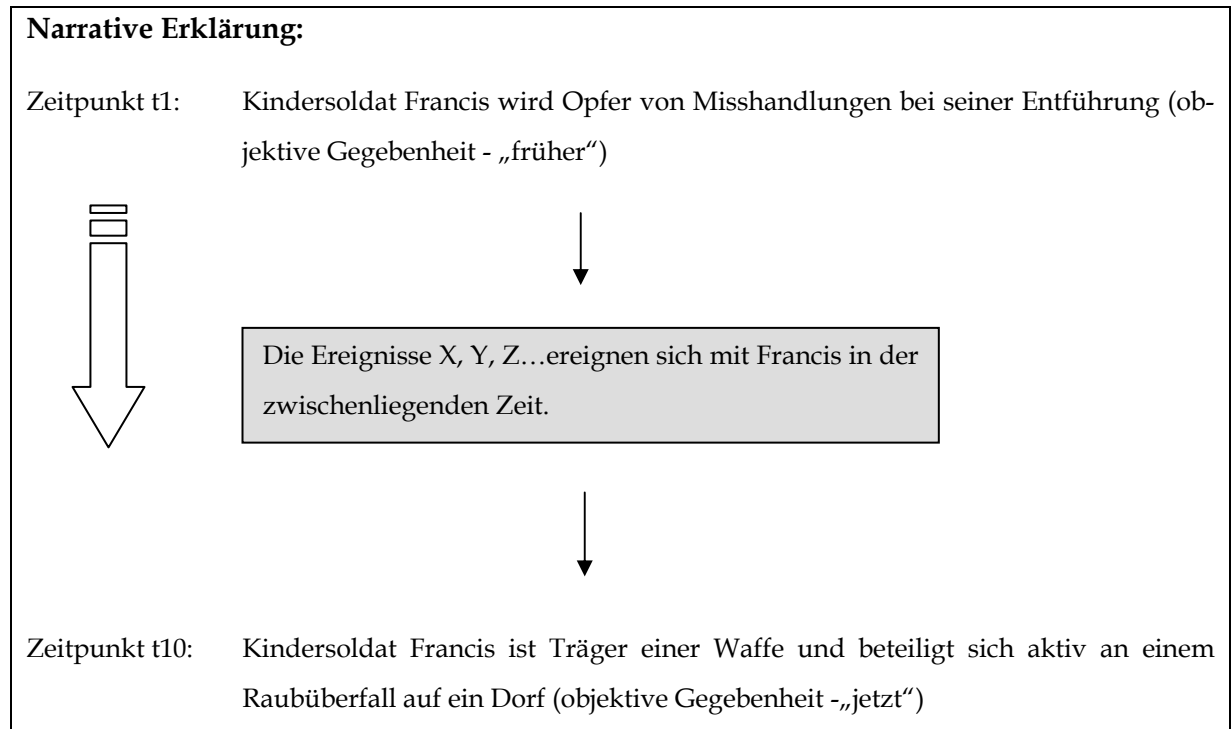 Narrative Erklärung:
Zeitpunkt t1: Kindersoldat Francis wird Opfer von Misshandlungen bei seiner Entführung (ob-
jektive Gegebenheit - „früher“)
Die Ereignisse X, Y, Z…ereignen sich mit Francis in der
zwischenliegenden Zeit.
Zeitpunkt t10: Kindersoldat Francis ist Träger einer Waffe und beteiligt sich aktiv an einem
Raubüberfall auf ein Dorf (objektive Gegebenheit -„jetzt“)